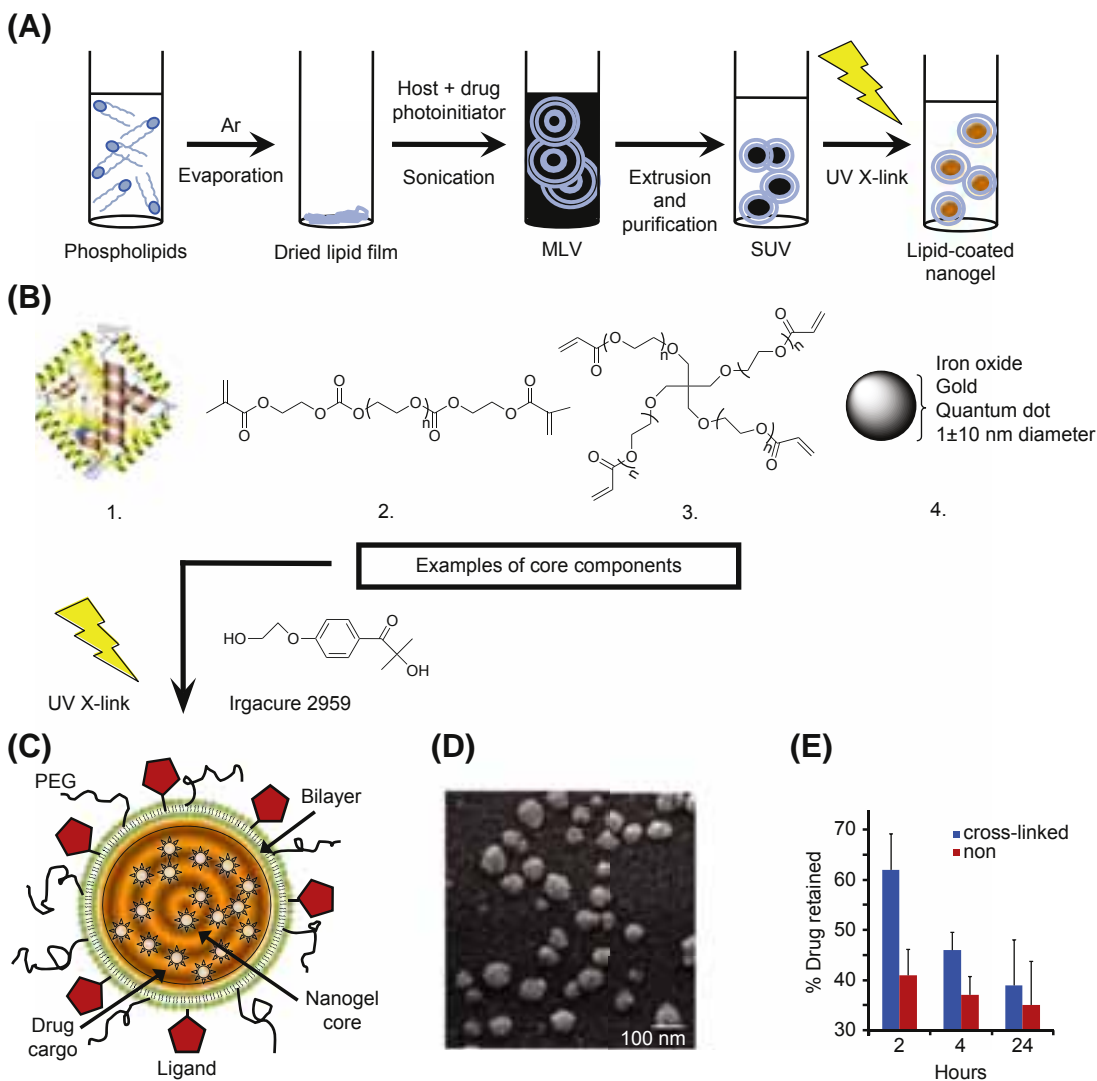 (A)
Ar
Evaporation
Host + drug
photoinitiator
Sonication
Extrusion
and
purification
UV X-link
Phospholipids
Dried lipid film
MLV
SUV
Lipid-coated
nanogel
(B)
O
O
O
O
O
O
O
O
n
O
O
O
O
O
O
O
n
O
O
O
O
n
O
O
O
O
n
O
O
O
O
n
Iron oxide
Gold
Quantum dot
1±10 nm diameter
1.
2.
3.
4.
Examples of core components
HO
O
O
OH
UV X-link
Irgacure 2959
(C)
PEG
Bilayer
Drug
cargo
Nanogel
core
Ligand
(D)
100 nm
(E)
% Drug retained
70
60
50
40
30
cross-linked
non
2
4
24
Hours